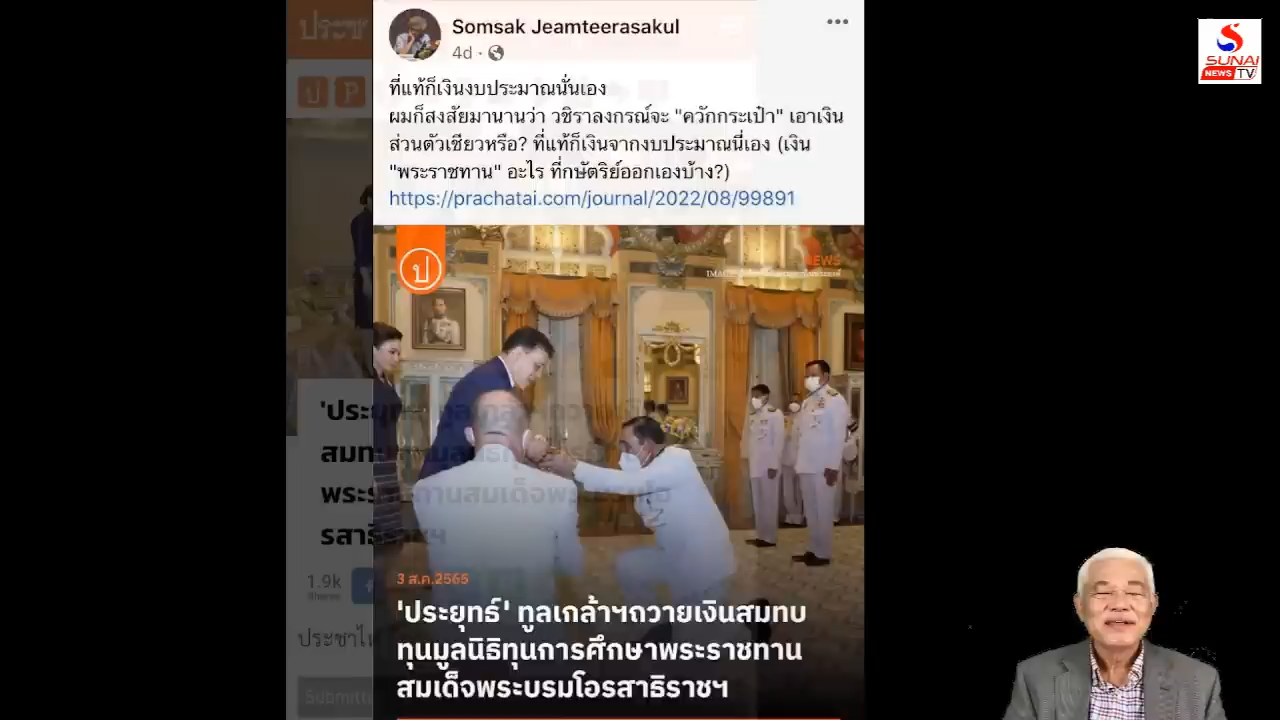 Somsak Jeamteerasakul
4d ·
ที่แท้ก็เงินงบประมาณนั่นเอง
ผมก็สงสัยมานานว่า วชิราลงกรณ์จะ "ควักกระเป๋า" เอาเงิน
ส่วนตัวเชียวหรือ? ที่แท้ก็เงินจากงบประมาณนี่เอง (เงิน
"พระราชทาน" อะไร ที่กษัตริย์ออกเองบ้าง?)
https://prachatai.com/journal/2022/08/99891
SUNAI
NEWS TV
ป
3 ส.ค.2565
'ประยุทธ์' ทูลเกล้าฯถวายเงินสมทบ
ทุนมูลนิธิทุนการศึกษาพระราชทาน
สมเด็จพระบรมโอรสาธิราชฯ
1.9k